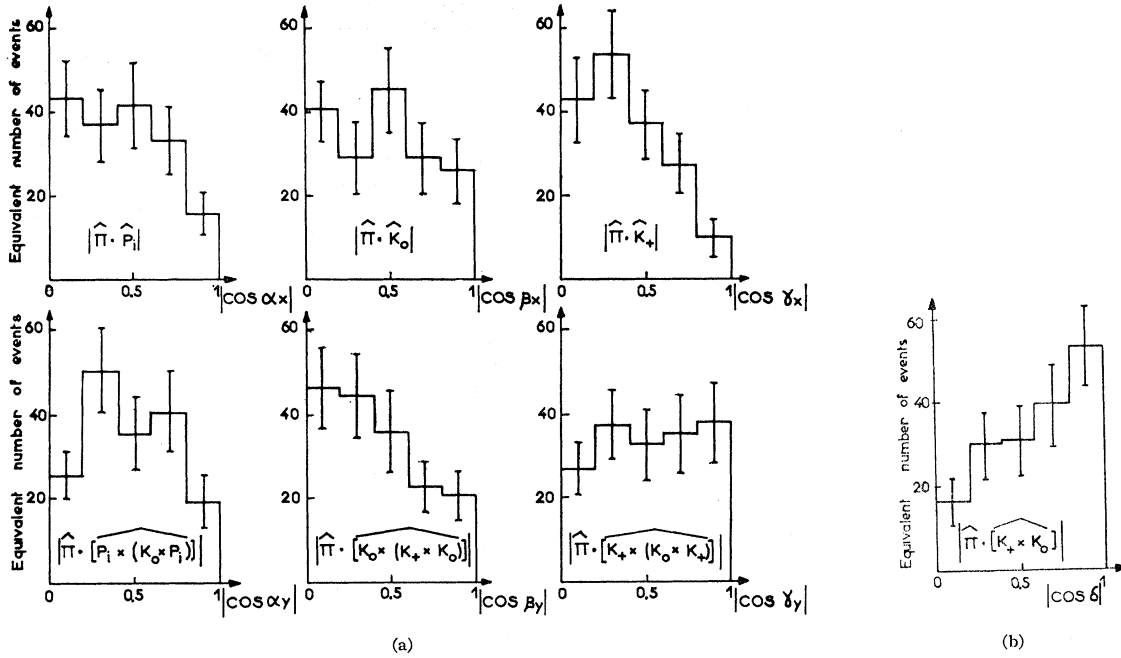 Equivalent number of events
60
40
20
|Π̂ · P̂i|
0 0,5 1
|COS αx|
60
40
20
|Π̂ · K̂o|
0 0.5 1
|COS βx|
60
40
20
|Π̂ · K̂+|
0 0.5 1
|COS γx|
Equivalent number of events
60
40
20
|Π̂ · [Pi × (Ko × Pi)]|
0 0.5 1
|COS αy|
60
40
20
|Π̂ · [Ko × (K+ × Ko)]|
0 0.5 1
|COS βy|
60
40
20
|Π̂ · [K+ × (Ko × K+)]|
0 0.5 1
|COS γy|
(a)
Equivalent number of events
60
40
20
|Π̂ · [K+ × Ko]|
0 0,5 1
|COS δ|
(b)